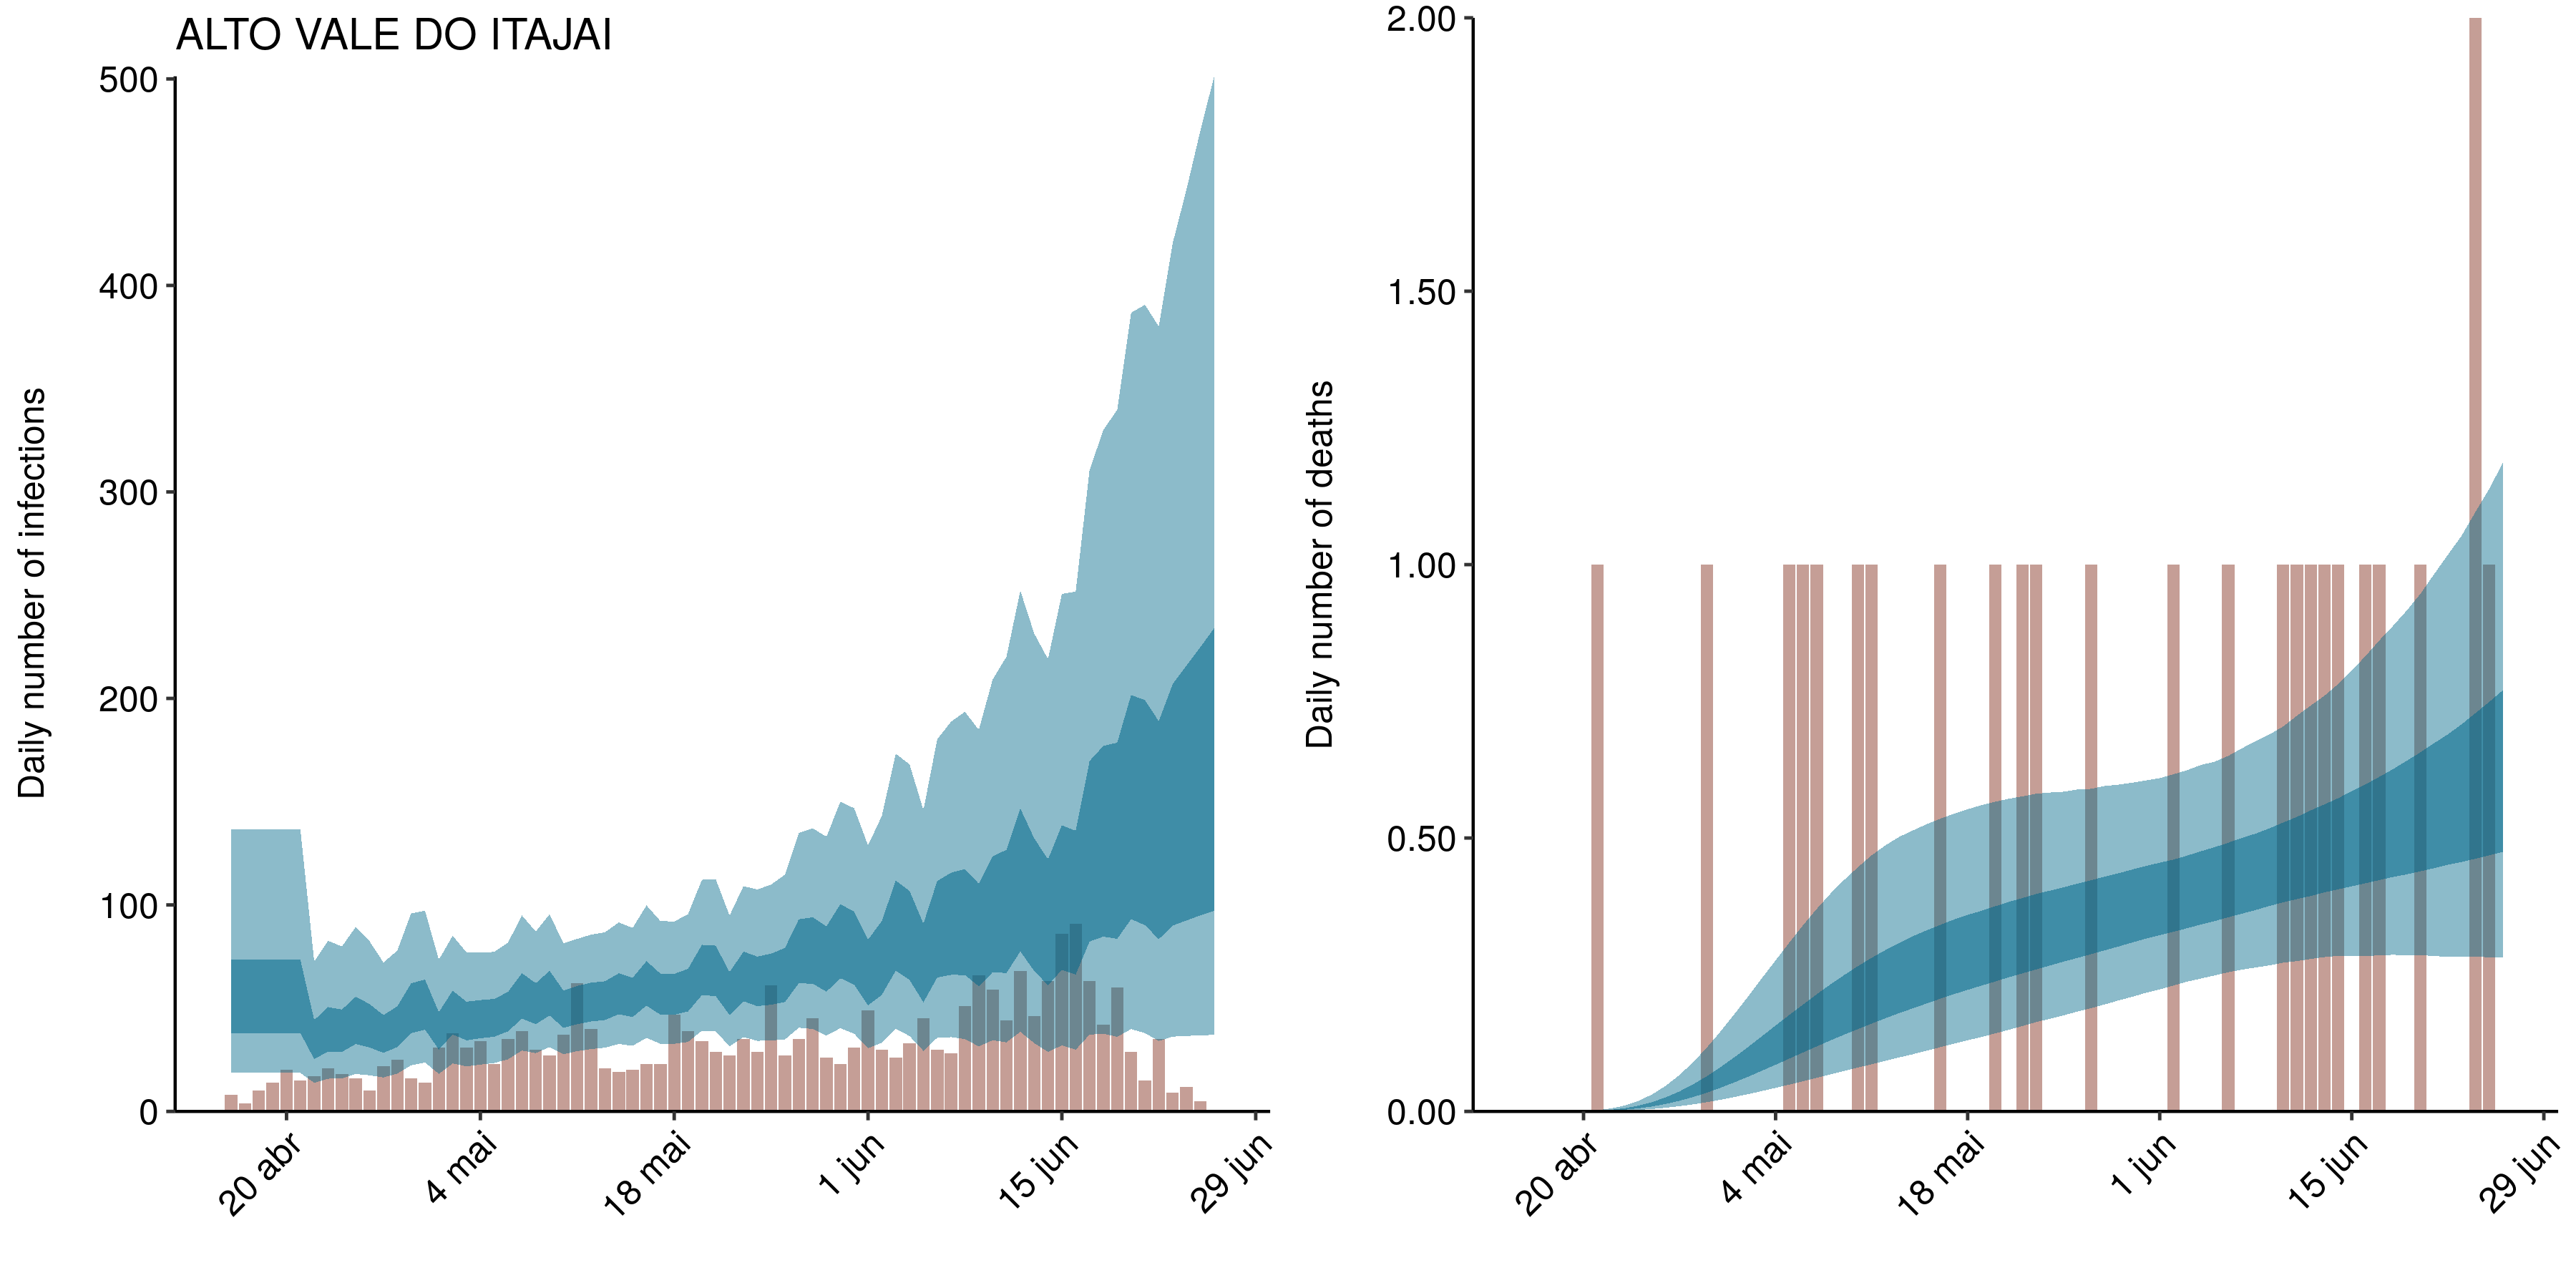 ALTO VALE DO ITAJAI
Daily number of infections
500
400
300
200
100
0
20 abr
4 mai
18 mai
1 jun
15 jun
29 jun
Daily number of deaths
2.00
1.50
1.00
0.50
0.00
20 abr
4 mai
18 mai
1 jun
15 jun
29 jun